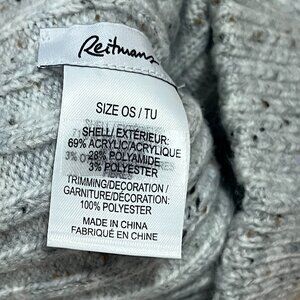 Reitmans
SIZE OS / TU
SHELL/ EXTÉRIEUR:
69% ACRYLIC/ACRYLIQUE
28% POLYAMIDE
3% POLYESTER
TRIMMING/DECORATION /
GARNITURE/DÉCORATION:
100% POLYESTER
MADE IN CHINA
FABRIQUÉ EN CHINE